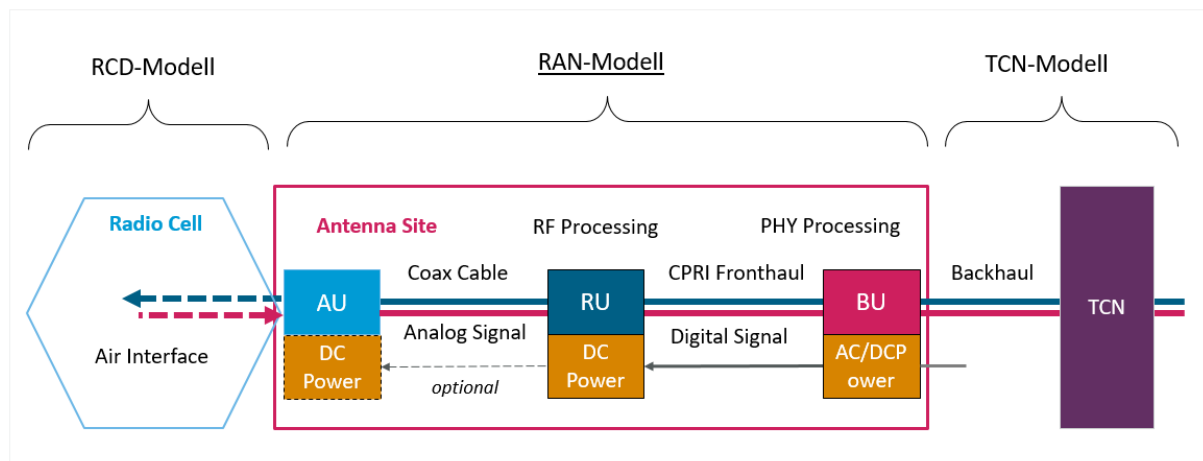 RCD-Modell
RAN-Modell
TCN-Modell
Radio Cell
Antenna Site
RF Processing
PHY Processing
Coax Cable
CPRI Fronthaul
Backhaul
AU
RU
BU
TCN
Air Interface
Analog Signal
Digital Signal
DC
Power
optional
DC
Power
AC/DCP
ower